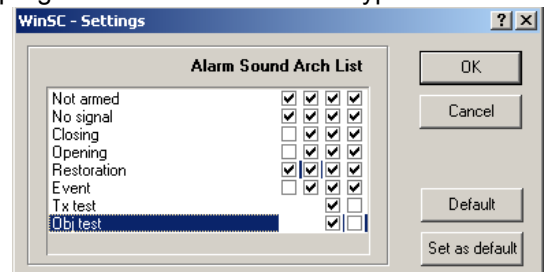 WinSC - Settings
Alarm Sound Arch List
OK
Not armed
No signal
Cancel
Closing
Opening
Restoration
Event
Tx test
Default
Obj test
Set as default